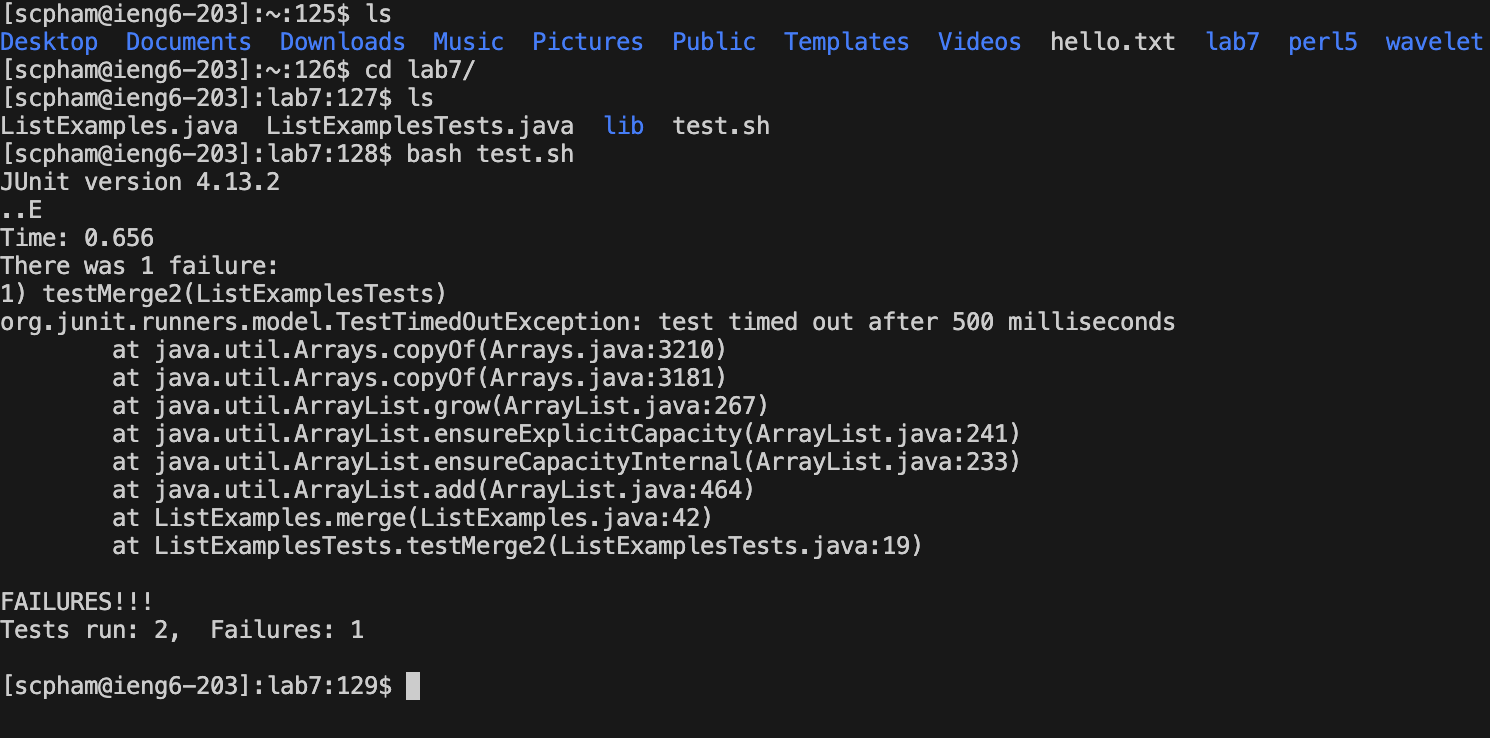 [scpham@ieng6-203]:~:125$ ls
Desktop  Documents  Downloads  Music  Pictures  Public  Templates  Videos  hello.txt  lab7  perl5  wavelet
[scpham@ieng6-203]:~:126$ cd lab7/
[scpham@ieng6-203]:lab7:127$ ls
ListExamples.java  ListExamplesTests.java  lib  test.sh
[scpham@ieng6-203]:lab7:128$ bash test.sh
JUnit version 4.13.2
..E
Time: 0.656
There was 1 failure:
1) testMerge2(ListExamplesTests)
org.junit.runners.model.TestTimedOutException: test timed out after 500 milliseconds
        at java.util.Arrays.copyOf(Arrays.java:3210)
        at java.util.Arrays.copyOf(Arrays.java:3181)
        at java.util.ArrayList.grow(ArrayList.java:267)
        at java.util.ArrayList.ensureExplicitCapacity(ArrayList.java:241)
        at java.util.ArrayList.ensureCapacityInternal(ArrayList.java:233)
        at java.util.ArrayList.add(ArrayList.java:464)
        at ListExamples.merge(ListExamples.java:42)
        at ListExamplesTests.testMerge2(ListExamplesTests.java:19)
FAILURES!!!
Tests run: 2,  Failures: 1
[scpham@ieng6-203]:lab7:129$